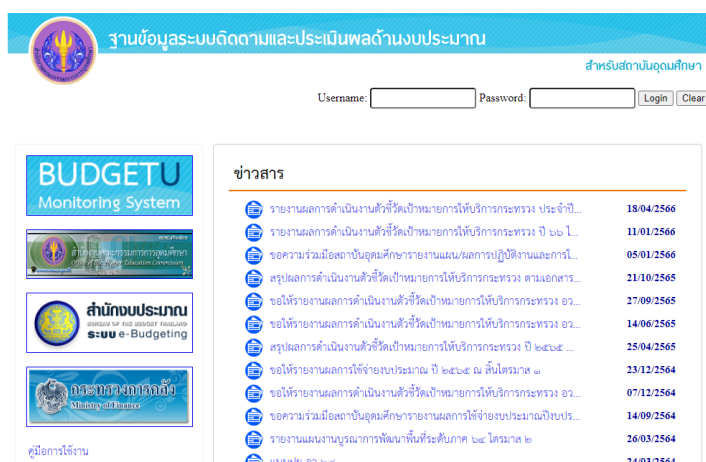 ฐานข้อมูลระบบติดตามและประเมินผลด้านงบประมาณ
สำหรับสถาบันอุดมศึกษา
Username: Password: Login Clear
BUDGETU
Monitoring System
สำนักงานคณะกรรมการการอุดมศึกษา
Office of the Higher Education Commission
สำนักงบประมาณ
BUREAU OF THE BUDGET THAILAND
ระบบ e-Budgeting
กระทรวงการคลัง
Ministry of Finance
คู่มือการใช้งาน
ข่าวสาร
รายงานผลการดำเนินงานตัวชี้วัดเป้าหมายการให้บริการกระทรวง ประจำปี... 18/04/2566
รายงานผลการดำเนินงานตัวชี้วัดเป้าหมายการให้บริการกระทรวง ปี ๖๖ ไ... 11/01/2566
ขอความร่วมมือสถาบันอุดมศึกษารายงานแผน/ผลการปฏิบัติงานและการใ... 05/01/2566
สรุปผลการดำเนินงานตัวชี้วัดเป้าหมายการให้บริการกระทรวง ตามเอกสาร... 21/10/2565
ขอให้รายงานผลการดำเนินงานตัวชี้วัดเป้าหมายการให้บริการกระทรวง อว... 27/09/2565
ขอให้รายงานผลการดำเนินงานตัวชี้วัดเป้าหมายการให้บริการกระทรวง อว... 14/06/2565
สรุปผลการดำเนินงานตัวชี้วัดเป้าหมายการให้บริการกระทรวง ปี ๒๕๖๕ ... 25/04/2565
ขอให้รายงานผลการใช้จ่ายงบประมาณ ปี ๒๕๖๕ ณ สิ้นไตรมาส ๑ 23/12/2564
ขอให้รายงานผลการดำเนินงานตัวชี้วัดเป้าหมายการให้บริการกระทรวง อว... 07/12/2564
ขอความร่วมมือสถาบันอุดมศึกษารายงานผลการใช้จ่ายงบประมาณปีงบปร... 14/09/2564
รายงานแผนงานบูรณาการพัฒนาพื้นที่ระดับภาค ๖๔ ไตรมาส ๒ 26/03/2564
24/03/2564